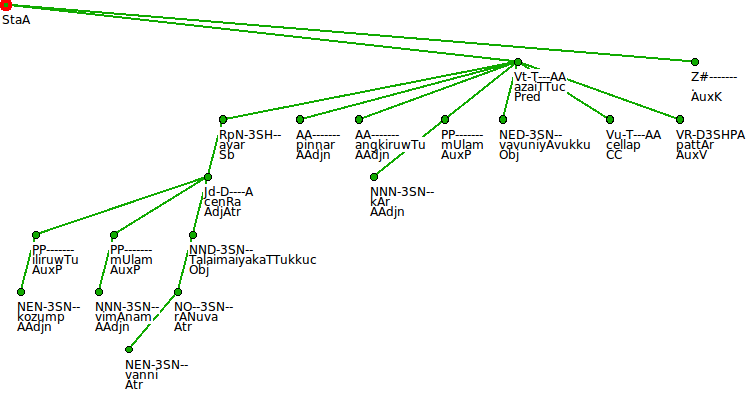 StaA
Vt-T---AA
azaiTTuc
Pred
Z#-------
.
AuxK
RpN-3SH--
avar
Sb
AA-------
pinnar
AAdjn
AA-------
angkiruwTu
AAdjn
PP-------
mUlam
AuxP
NED-3SN--
vavuniyAvukku
Obj
Vu-T---AA
cellap
CC
VR-D3SHPA
pattAr
AuxV
Jd-D----A
cenRa
AdjAtr
NNN-3SN--
kAr
AAdjn
PP-------
iliruwTu
AuxP
PP-------
mUlam
AuxP
NND-3SN--
TalaimaiyakaTTukkuc
Obj
NEN-3SN--
kozump
AAdjn
NNN-3SN--
vimAnam
AAdjn
NO--3SN--
rANuva
Atr
NEN-3SN--
vanni
Atr